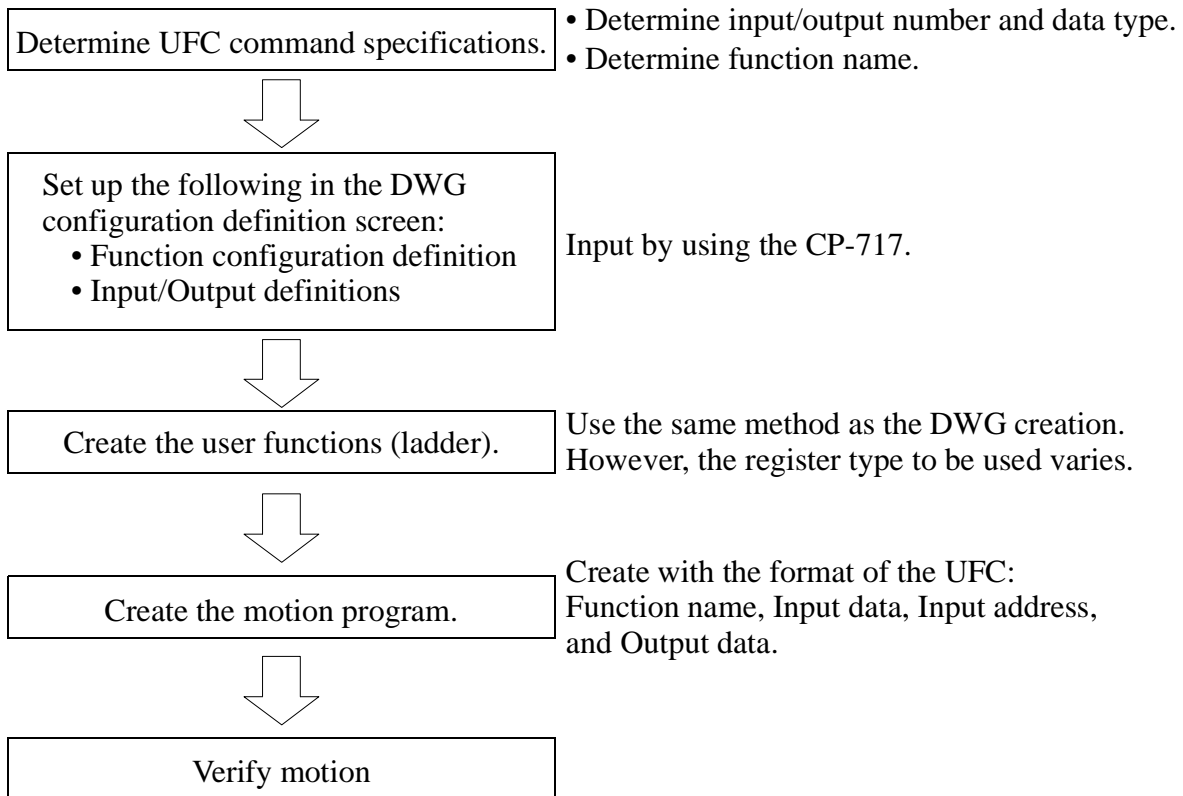 Determine UFC command specifications.
• Determine input/output number and data type.
• Determine function name.
Set up the following in the DWG
configuration definition screen:
• Function configuration definition
• Input/Output definitions
Input by using the CP-717.
Create the user functions (ladder).
Use the same method as the DWG creation.
However, the register type to be used varies.
Create the motion program.
Create with the format of the UFC:
Function name, Input data, Input address,
and Output data.
Verify motion